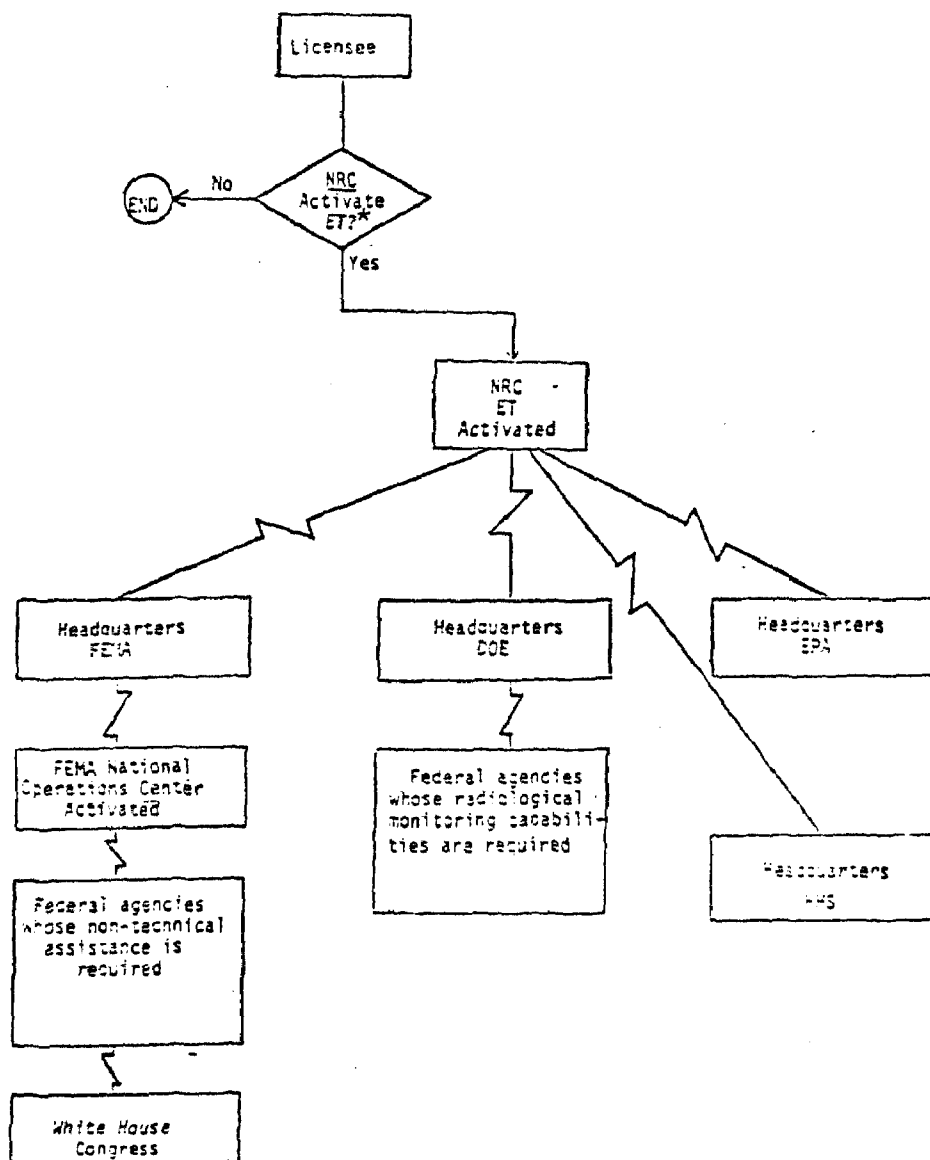 Licensee
NRC
Activate
ET?*
No
END
Yes
NRC
ET
Activated
Headquarters
FEMA
Headquarters
DOE
Headquarters
EPA
FEMA National
Operations Center
Activated
Federal agencies
whose radiological
monitoring capabili-
ties are required
Headquarters
HHS
Federal agencies
whose non-technical
assistance is
required
White House
Congress